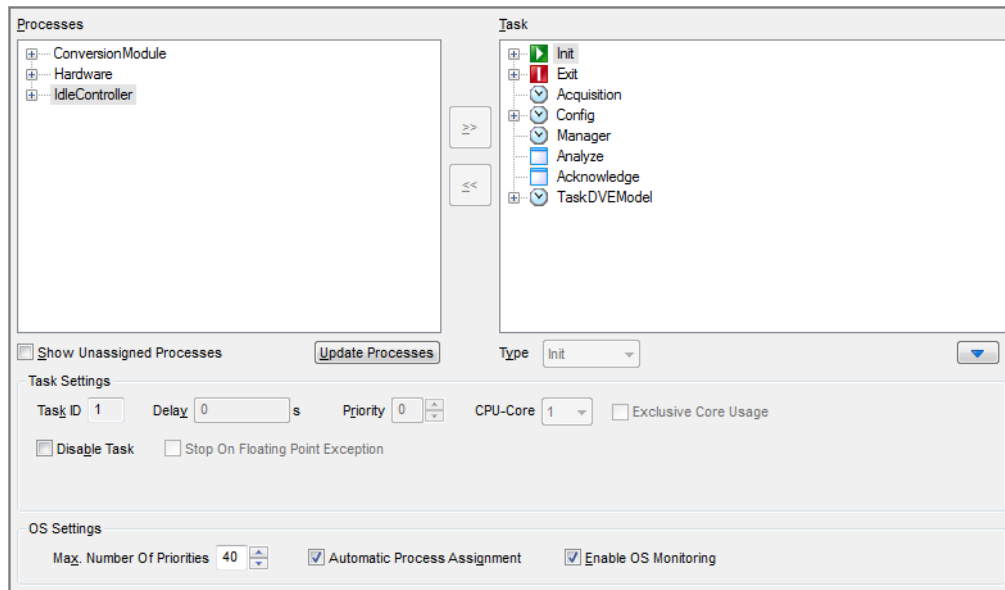 Processes
ConversionModule
Hardware
IdleController
>>
<<
Task
Init
Exit
Acquisition
Config
Manager
Analyze
Acknowledge
TaskDVEModel
Show Unassigned Processes
Update Processes
Type Init
Task Settings
Task ID 1 Delay 0 s Priority 0 CPU-Core 1 Exclusive Core Usage
Disable Task Stop On Floating Point Exception
OS Settings
Max. Number Of Priorities 40 Automatic Process Assignment Enable OS Monitoring